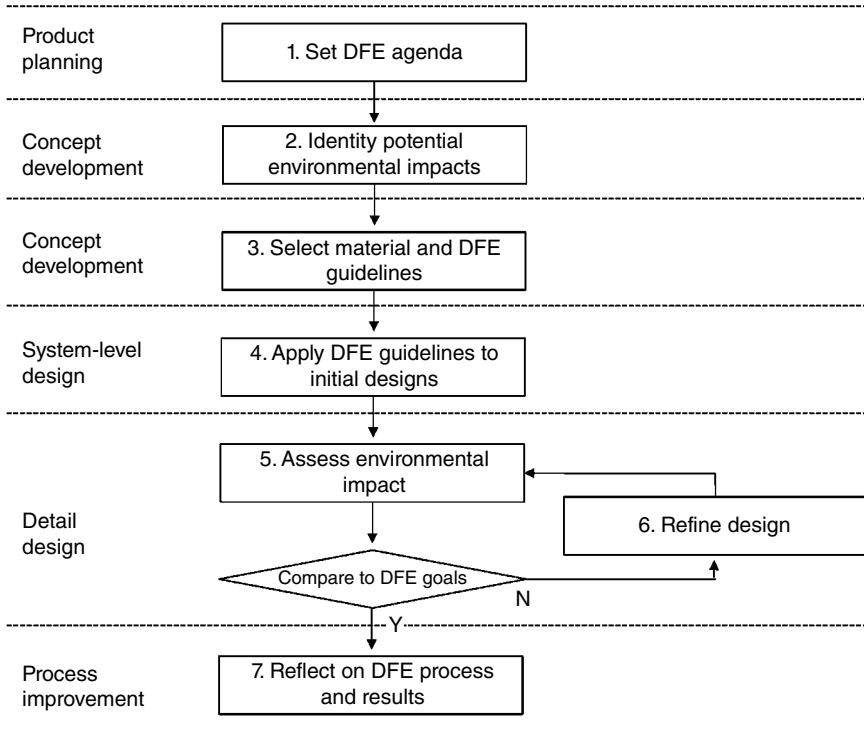 Product
planning
1. Set DFE agenda
Concept
development
2. Identity potential
environmental impacts
Concept
development
3. Select material and DFE
guidelines
System-level
design
4. Apply DFE guidelines to
initial designs
5. Assess environmental
impact
Detail
design
6. Refine design
Compare to DFE goals
N
Y
Process
improvement
7. Reflect on DFE process
and results